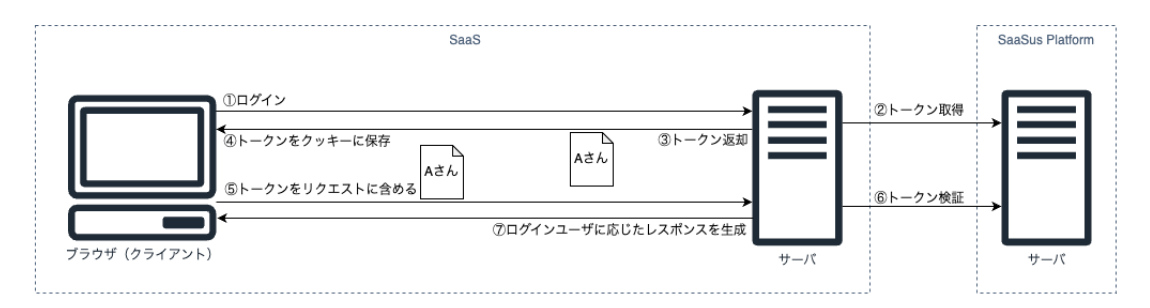 SaaS
SaaSus Platform
①ログイン
②トークン取得
④トークンをクッキーに保存
③トークン返却
Aさん
Aさん
⑤トークンをリクエストに含める
⑥トークン検証
⑦ログインユーザに応じたレスポンスを生成
ブラウザ（クライアント）
サーバ
サーバ